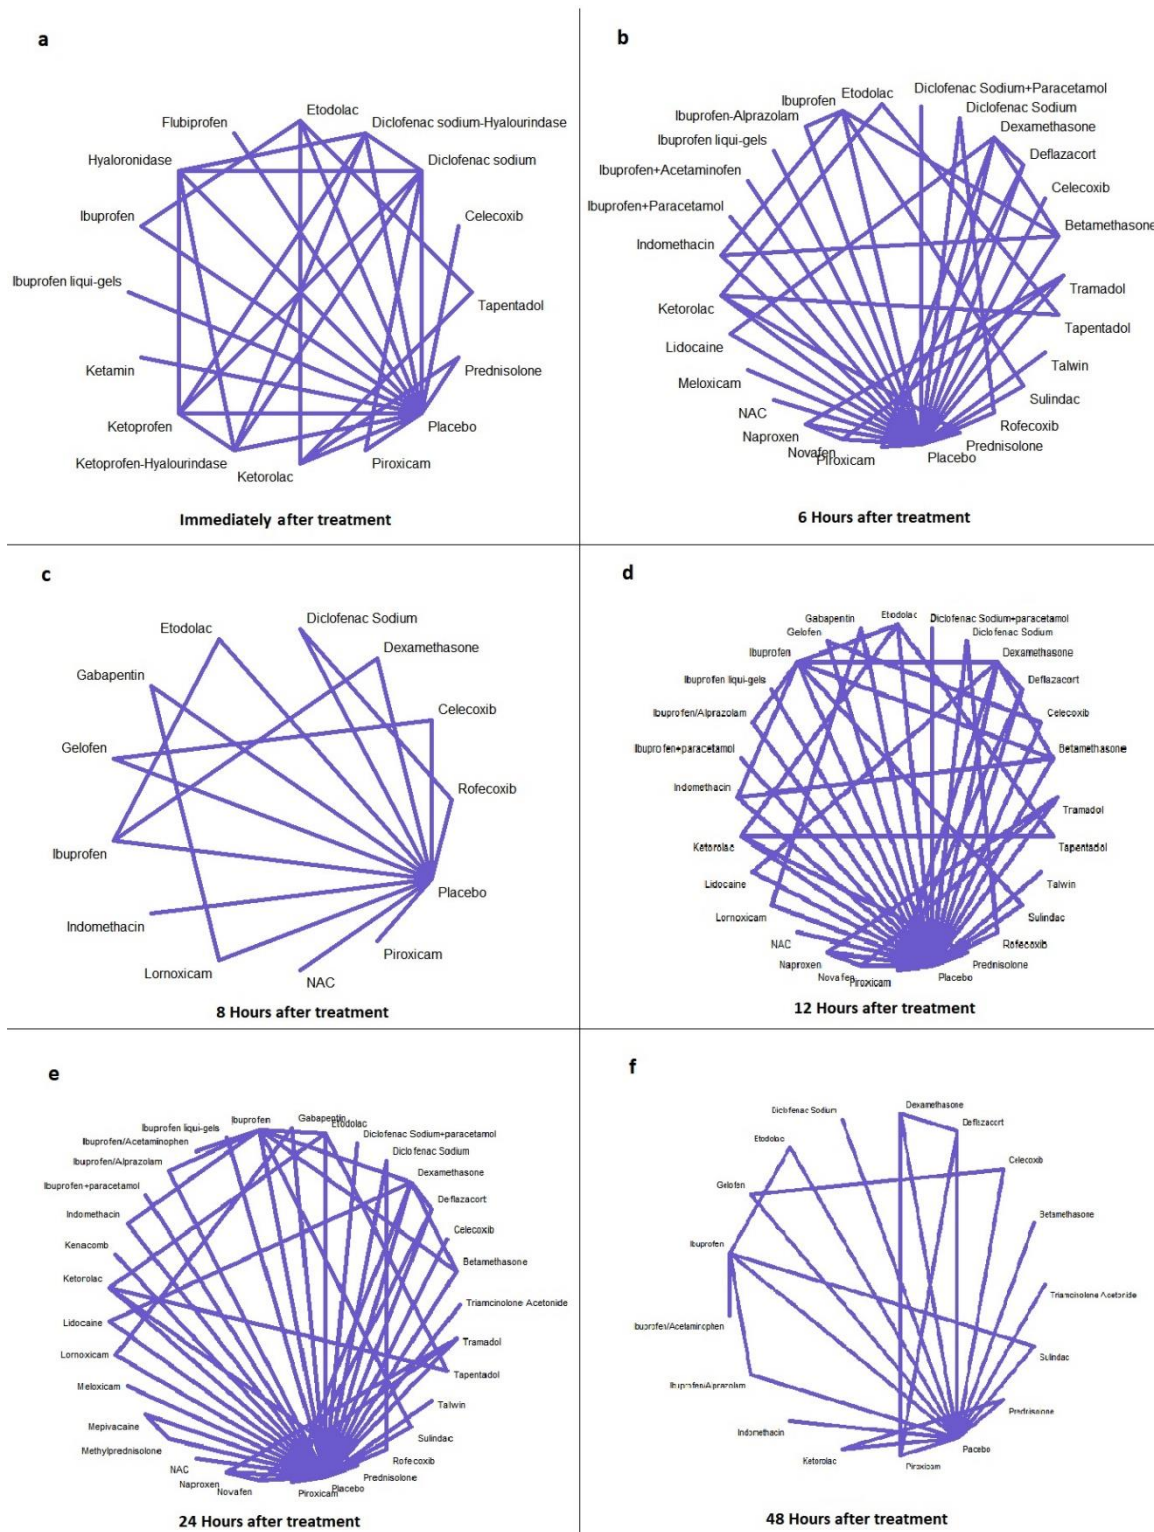 a
Etodolac
Flubiprofen
Diclofenac sodium-Hyalourindase
Hyaloronidase
Diclofenac sodium
Ibuprofen
Celecoxib
Ibuprofen liqui-gels
Tapentadol
Ketamin
Prednisolone
Ketoprofen
Placebo
Ketoprofen-Hyalourindase
Ketorolac
Piroxicam
Immediately after treatment
b
Etodolac
Diclofenac Sodium+Paracetamol
Ibuprofen
Ibuprofen-Alprazolam
Diclofenac Sodium
Ibuprofen liqui-gels
Dexamethasone
Ibuprofen+Acetaminofen
Deflazacort
Ibuprofen+Paracetamol
Celecoxib
Indomethacin
Betamethasone
Ketorolac
Tramadol
Lidocaine
Tapentadol
Meloxicam
Talwin
NAC
Sulindac
Naproxen
Rofecoxib
Novafen
Prednisolone
Piroxicam
Placebo
6 Hours after treatment
c
Diclofenac Sodium
Etodolac
Dexamethasone
Gabapentin
Celecoxib
Gelofen
Rofecoxib
Ibuprofen
Placebo
Indomethacin
Piroxicam
Lornoxicam
NAC
8 Hours after treatment
d
Etodolac
Gabapentin
Diclofenac Sodium+paracetamol
Gelofen
Diclofenac Sodium
Ibuprofen
Dexamethasone
Ibuprofen liqui-gels
Deflazacort
Ibuprofen/Alprazolam
Celecoxib
Ibuprofen+paracetamol
Betamethasone
Indomethacin
Tramadol
Ketorolac
Tapentadol
Lidocaine
Talwin
Lornoxicam
Sulindac
NAC
Rofecoxib
Naproxen
Prednisolone
Novafen
Piroxicam
Placebo
12 Hours after treatment
e
Ibuprofen
Gabapentin
Etodolac
Ibuprofen liqui-gels
Diclofenac Sodium+paracetamol
Ibuprofen/Acetaminophen
Diclofenac Sodium
Ibuprofen/Alprazolam
Dexamethasone
Ibuprofen+paracetamol
Deflazacort
Indomethacin
Celecoxib
Kenacomb
Betamethasone
Ketorolac
Triamcinolone Acetonide
Lidocaine
Tramadol
Lornoxicam
Tapentadol
Meloxicam
Talwin
Mepivacaine
Sulindac
Methylprednisolone
Rofecoxib
NAC
Prednisolone
Naproxen
Novafen
Piroxicam
Placebo
24 Hours after treatment
f
Dexamethasone
Diclofenac Sodium
Deflazacort
Etodolac
Celecoxib
Gelofen
Betamethasone
Ibuprofen
Triamcinolone Acetonide
Ibuprofen/Acetaminophen
Sulindac
Ibuprofen/Alprazolam
Prednisolone
Indomethacin
Placebo
Ketorolac
Piroxicam
48 Hours after treatment